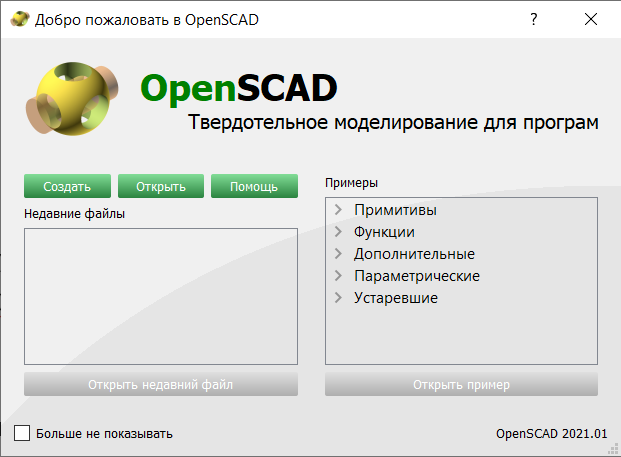 Добро пожаловать в OpenSCAD
OpenSCAD
Твердотельное моделирование для програм
Создать
Открыть
Помощь
Недавние файлы
Открыть недавний файл
Примеры
Примитивы
Функции
Дополнительные
Параметрические
Устаревшие
Открыть пример
Больше не показывать
OpenSCAD 2021.01